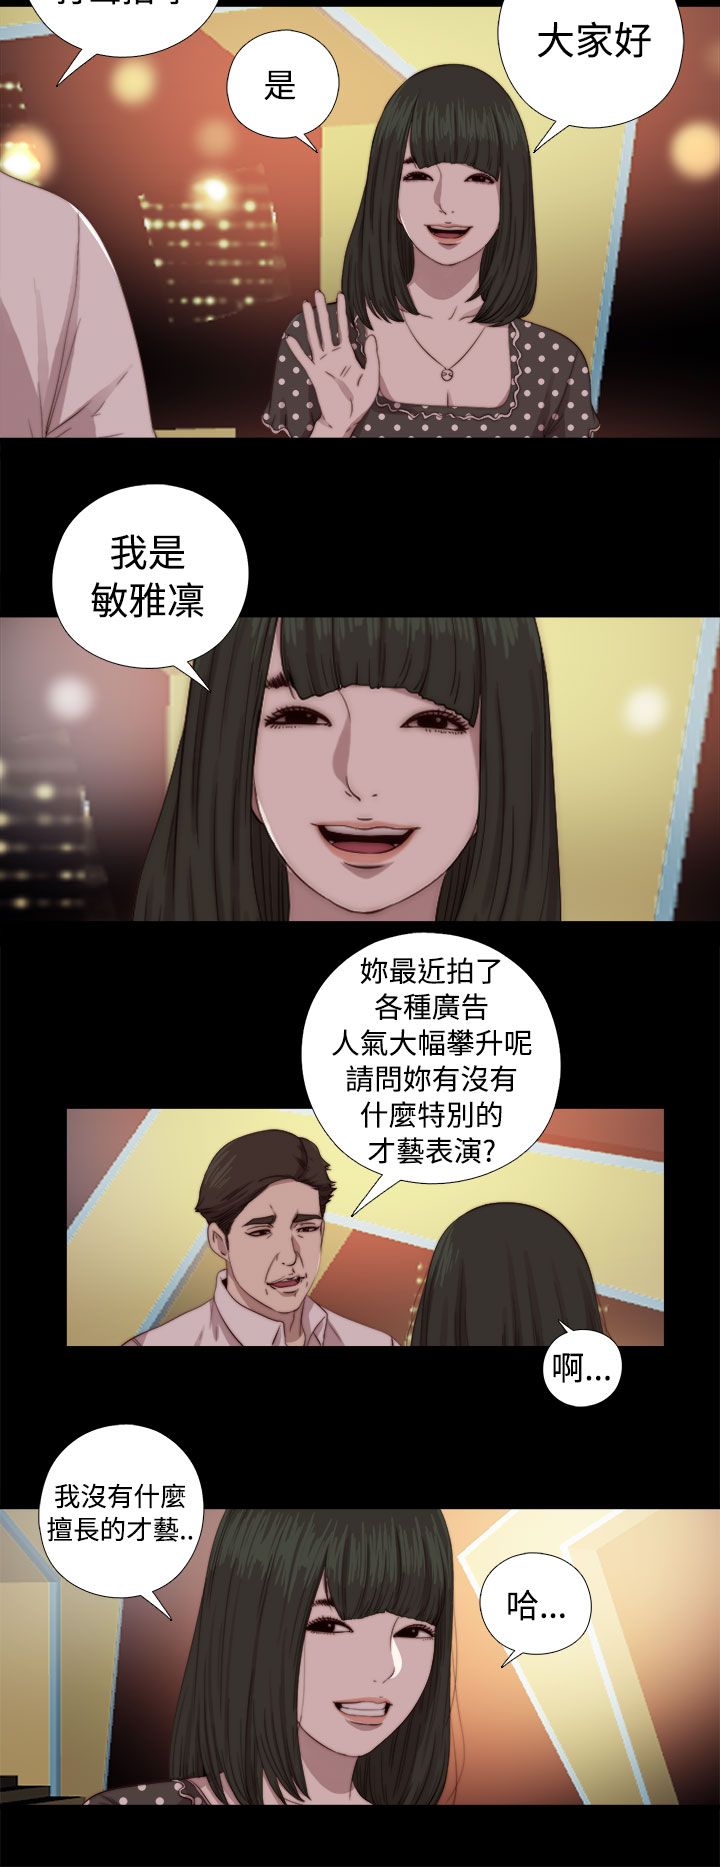 是
大家好
我是
敏雅凜
妳最近拍了
各種廣告
人氣大幅攀升呢
請問妳有沒有
什麼特別的
才藝表演?
啊...
我沒有什麼
擅長的才藝..
哈...